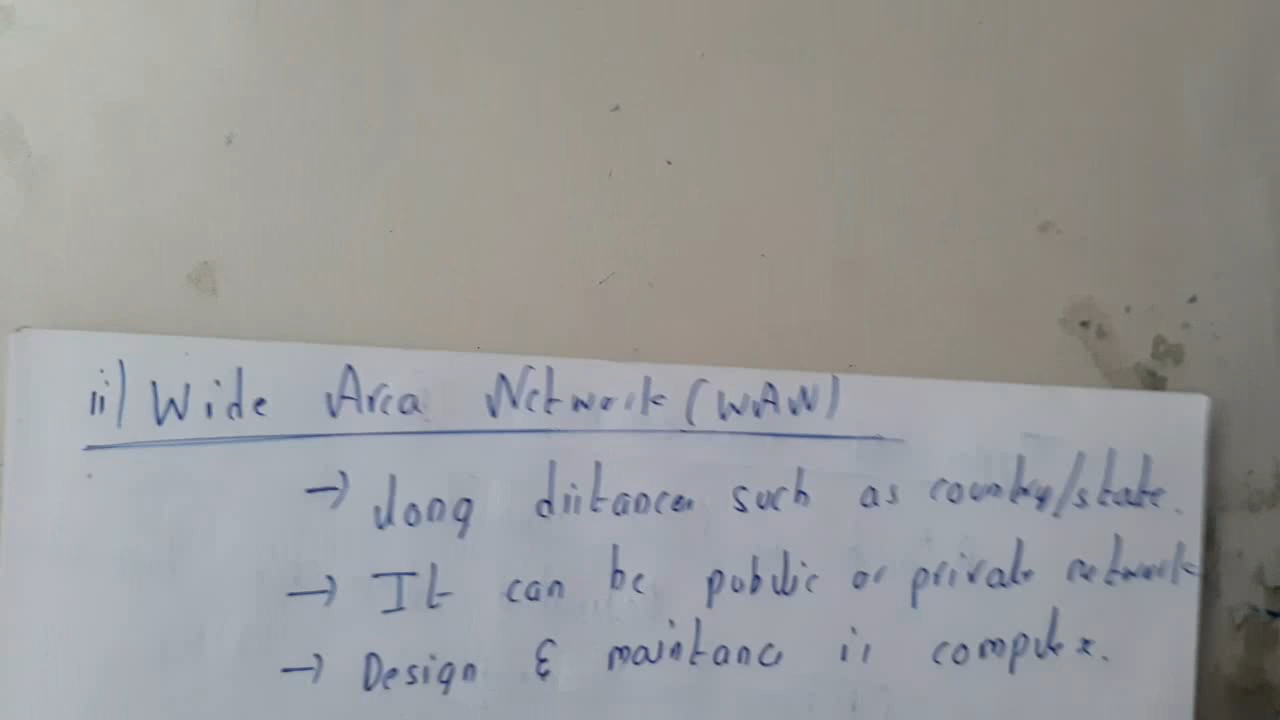 ii) Wide Area Network (WAN)
→ Long distances such as country/state.
→ It can be public or private network
→ Design & maintanc is complex.